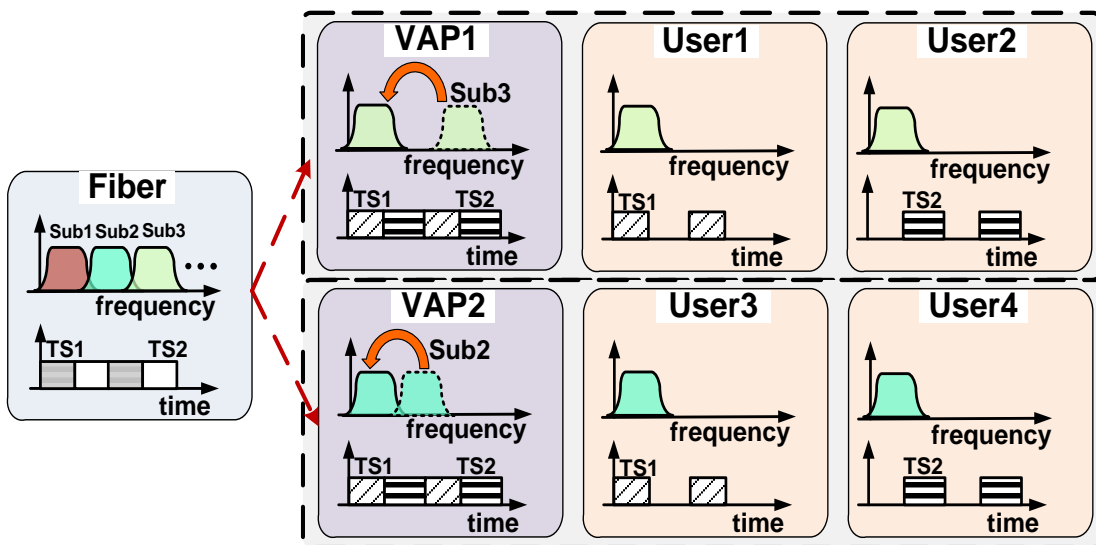 Fiber
Sub1 Sub2 Sub3
frequency
TS1 TS2
time
VAP1
Sub3
frequency
TS1 TS2
time
User1
frequency
TS1
time
User2
frequency
TS2
time
VAP2
Sub2
frequency
TS1 TS2
time
User3
frequency
TS1
time
User4
frequency
TS2
time